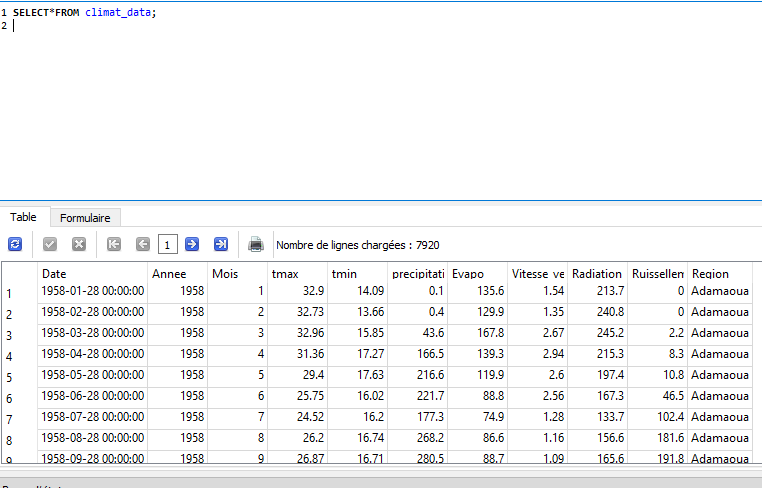 1 SELECT*FROM climat_data;
2
Table Formulaire
1 Nombre de lignes chargées : 7920
Date Annee Mois tmax tmin precipitati Evapo Vitesse_ve Radiation Ruissellem Region
1 1958-01-28 00:00:00 1958 1 32.9 14.09 0.1 135.6 1.54 213.7 0 Adamaoua
2 1958-02-28 00:00:00 1958 2 32.73 13.66 0.4 129.9 1.35 240.8 0 Adamaoua
3 1958-03-28 00:00:00 1958 3 32.96 15.85 43.6 167.8 2.67 245.2 2.2 Adamaoua
4 1958-04-28 00:00:00 1958 4 31.36 17.27 166.5 139.3 2.94 215.3 8.3 Adamaoua
5 1958-05-28 00:00:00 1958 5 29.4 17.63 216.6 119.9 2.6 197.4 10.8 Adamaoua
6 1958-06-28 00:00:00 1958 6 25.75 16.02 221.7 88.8 2.56 167.3 46.5 Adamaoua
7 1958-07-28 00:00:00 1958 7 24.52 16.2 177.3 74.9 1.28 133.7 102.4 Adamaoua
8 1958-08-28 00:00:00 1958 8 26.2 16.74 268.2 86.6 1.16 156.6 181.6 Adamaoua
9 1958-09-28 00:00:00 1958 9 26.87 16.71 280.5 88.7 1.09 165.6 191.8 Adamaoua